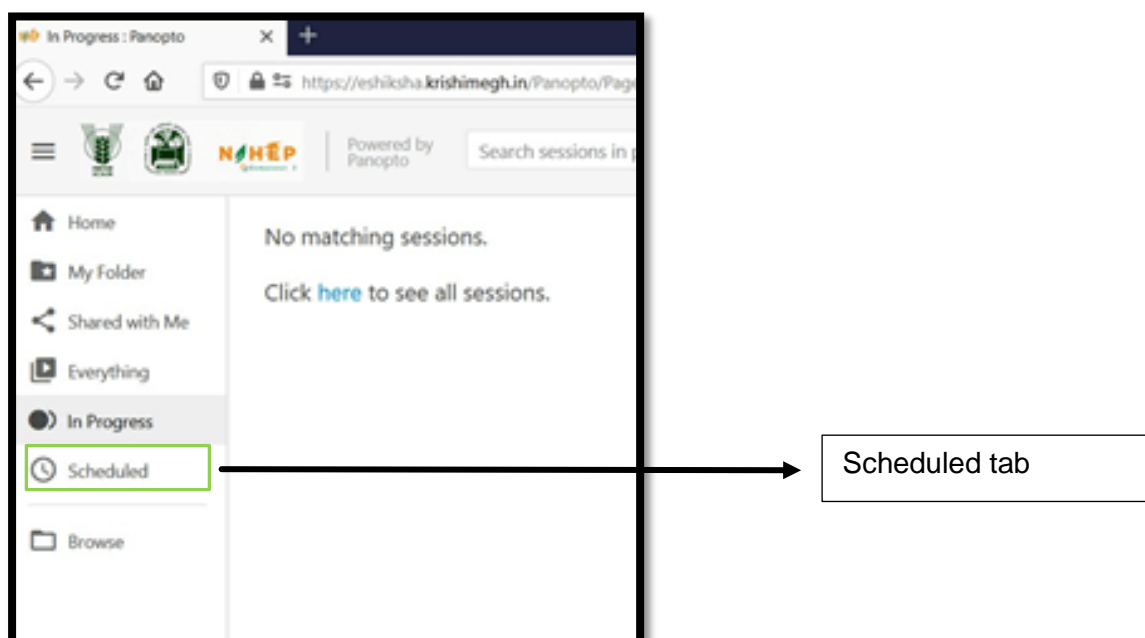 In Progress : Panopto
https://eshiksha.krishimegh.in/Panopto/Page
NAHEP
Powered by
Panopto
Search sessions in
Home
My Folder
Shared with Me
Everything
In Progress
Scheduled
Browse
No matching sessions.
Click here to see all sessions.
Scheduled tab